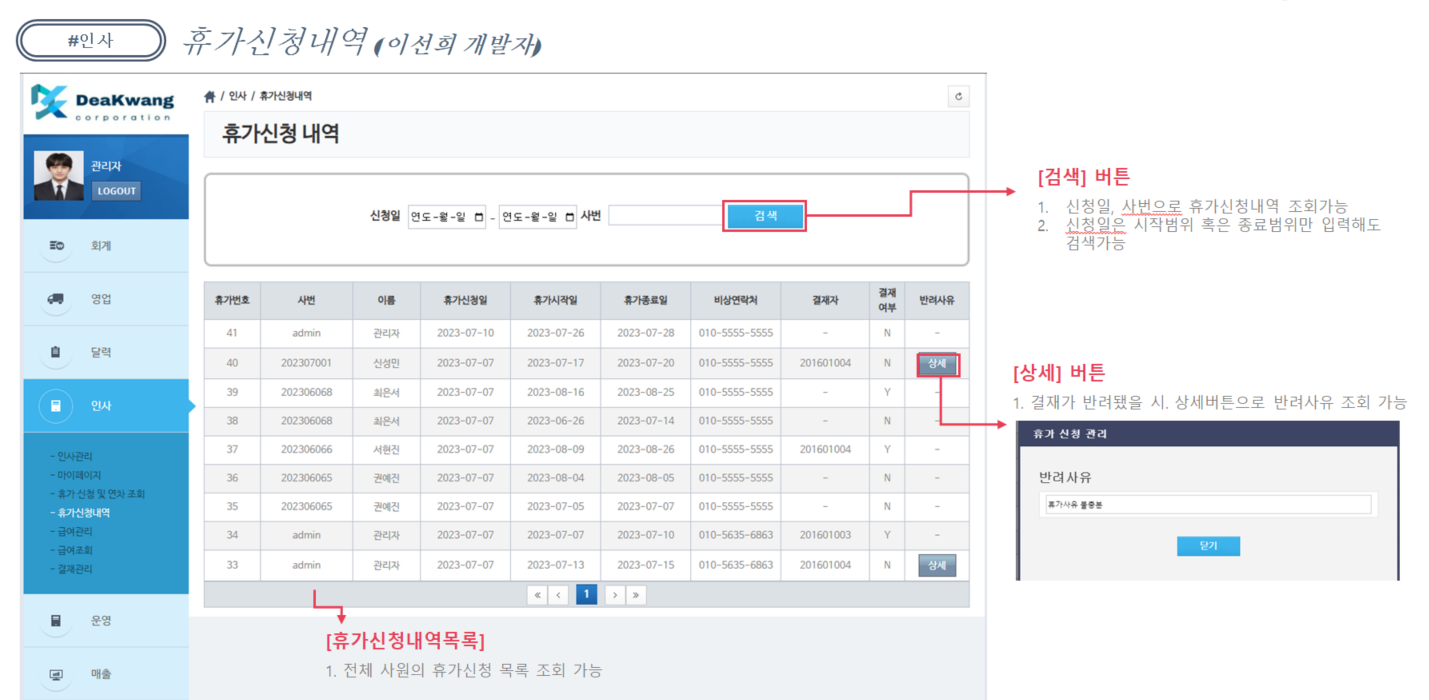 #인사
휴가신청내역 (이선희 개발자)
DeaKwang
corporation
관리자
LOGOUT
회계
영업
달력
인사
- 인사관리
- 마이페이지
- 휴가 신청 및 연차 조회
- 휴가신청내역
- 급여관리
- 급여조회
- 결재관리
운영
매출
/ 인사 / 휴가신청내역
휴가신청 내역
신청일 연도-월-일 - 연도-월-일 사번 검색
휴가번호 사번 이름 휴가신청일 휴가시작일 휴가종료일 비상연락처 결재자 결재여부 반려사유
41 admin 관리자 2023-07-10 2023-07-26 2023-07-28 010-5555-5555 - N -
40 202307001 신성민 2023-07-07 2023-07-17 2023-07-20 010-5555-5555 201601004 N 상세
39 202306068 최은서 2023-07-07 2023-08-16 2023-08-25 010-5555-5555 - Y -
38 202306068 최은서 2023-07-07 2023-06-26 2023-07-14 010-5555-5555 - N -
37 202306066 서현진 2023-07-07 2023-08-09 2023-08-26 010-5555-5555 201601004 Y -
36 202306065 권예진 2023-07-07 2023-08-04 2023-08-05 010-5555-5555 - N -
35 202306065 권예진 2023-07-07 2023-07-05 2023-07-07 010-5555-5555 - N -
34 admin 관리자 2023-07-07 2023-07-07 2023-07-10 010-5635-6863 201601003 Y -
33 admin 관리자 2023-07-07 2023-07-13 2023-07-15 010-5635-6863 201601004 N 상세
« < 1 > »
[휴가신청내역목록]
1. 전체 사원의 휴가신청 목록 조회 가능
[검색] 버튼
1. 신청일, 사번으로 휴가신청내역 조회가능
2. 신청일은 시작범위 혹은 종료범위만 입력해도
검색가능
[상세] 버튼
1. 결재가 반려됐을 시. 상세버튼으로 반려사유 조회 가능
휴가 신청 관리
반려사유
휴가사유 불충분
닫기